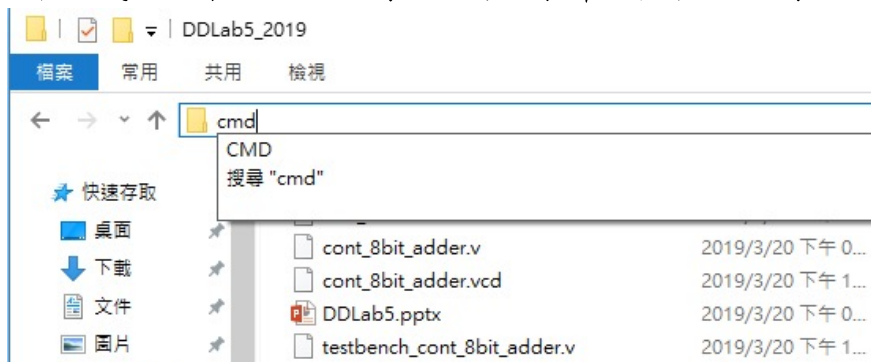 DDLab5_2019
檔案 常用 共用 檢視
cmd
CMD
搜尋 "cmd"
快速存取
桌面
下載
文件
圖片
cont_8bit_adder.v 2019/3/20 下午 0...
cont_8bit_adder.vcd 2019/3/20 下午 1...
DDLab5.pptx 2019/3/20 下午 0...
testbench_cont_8bit_adder.v 2019/3/20 下午 1...